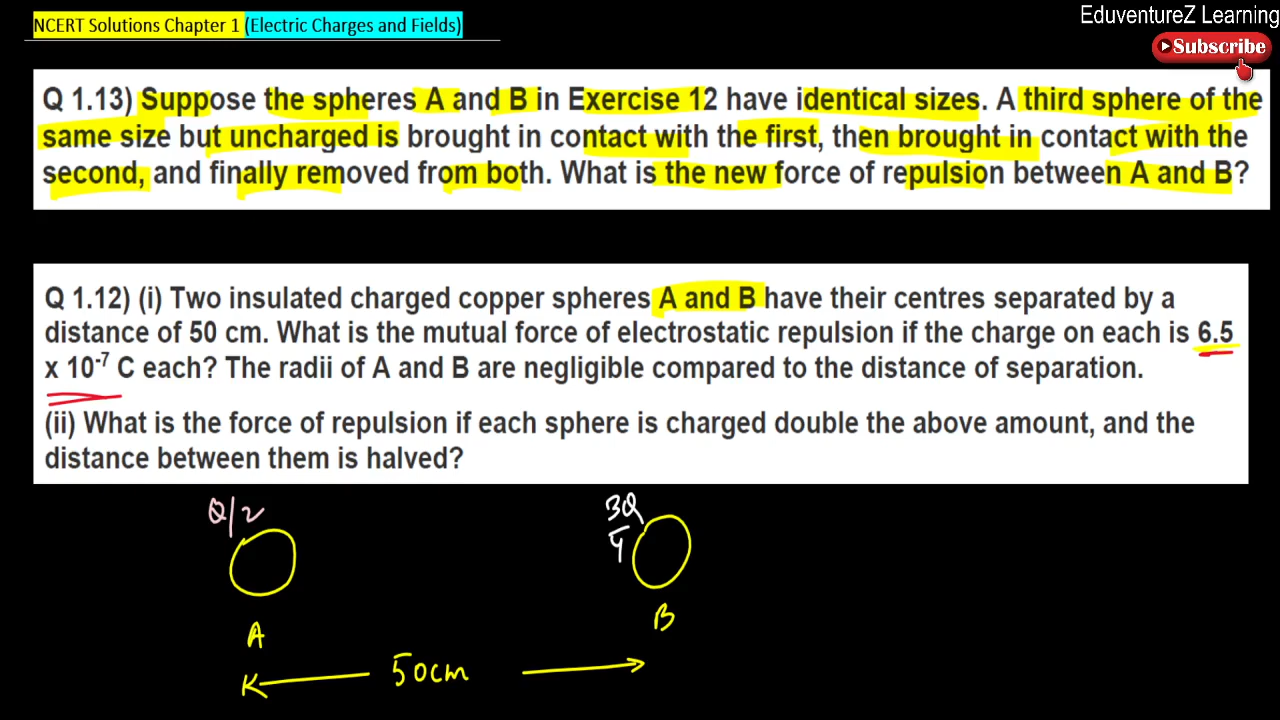 NCERT Solutions Chapter 1 (Electric Charges and Fields)
EduventureZ Learning
Subscribe
Q 1.13) Suppose the spheres A and B in Exercise 12 have identical sizes. A third sphere of the
same size but uncharged is brought in contact with the first, then brought in contact with the
second, and finally removed from both. What is the new force of repulsion between A and B?
Q 1.12) (i) Two insulated charged copper spheres A and B have their centres separated by a
distance of 50 cm. What is the mutual force of electrostatic repulsion if the charge on each is 6.5
x 10⁻⁷ C each? The radii of A and B are negligible compared to the distance of separation.
(ii) What is the force of repulsion if each sphere is charged double the above amount, and the
distance between them is halved?
Q/2
3Q
4
A
B
50cm